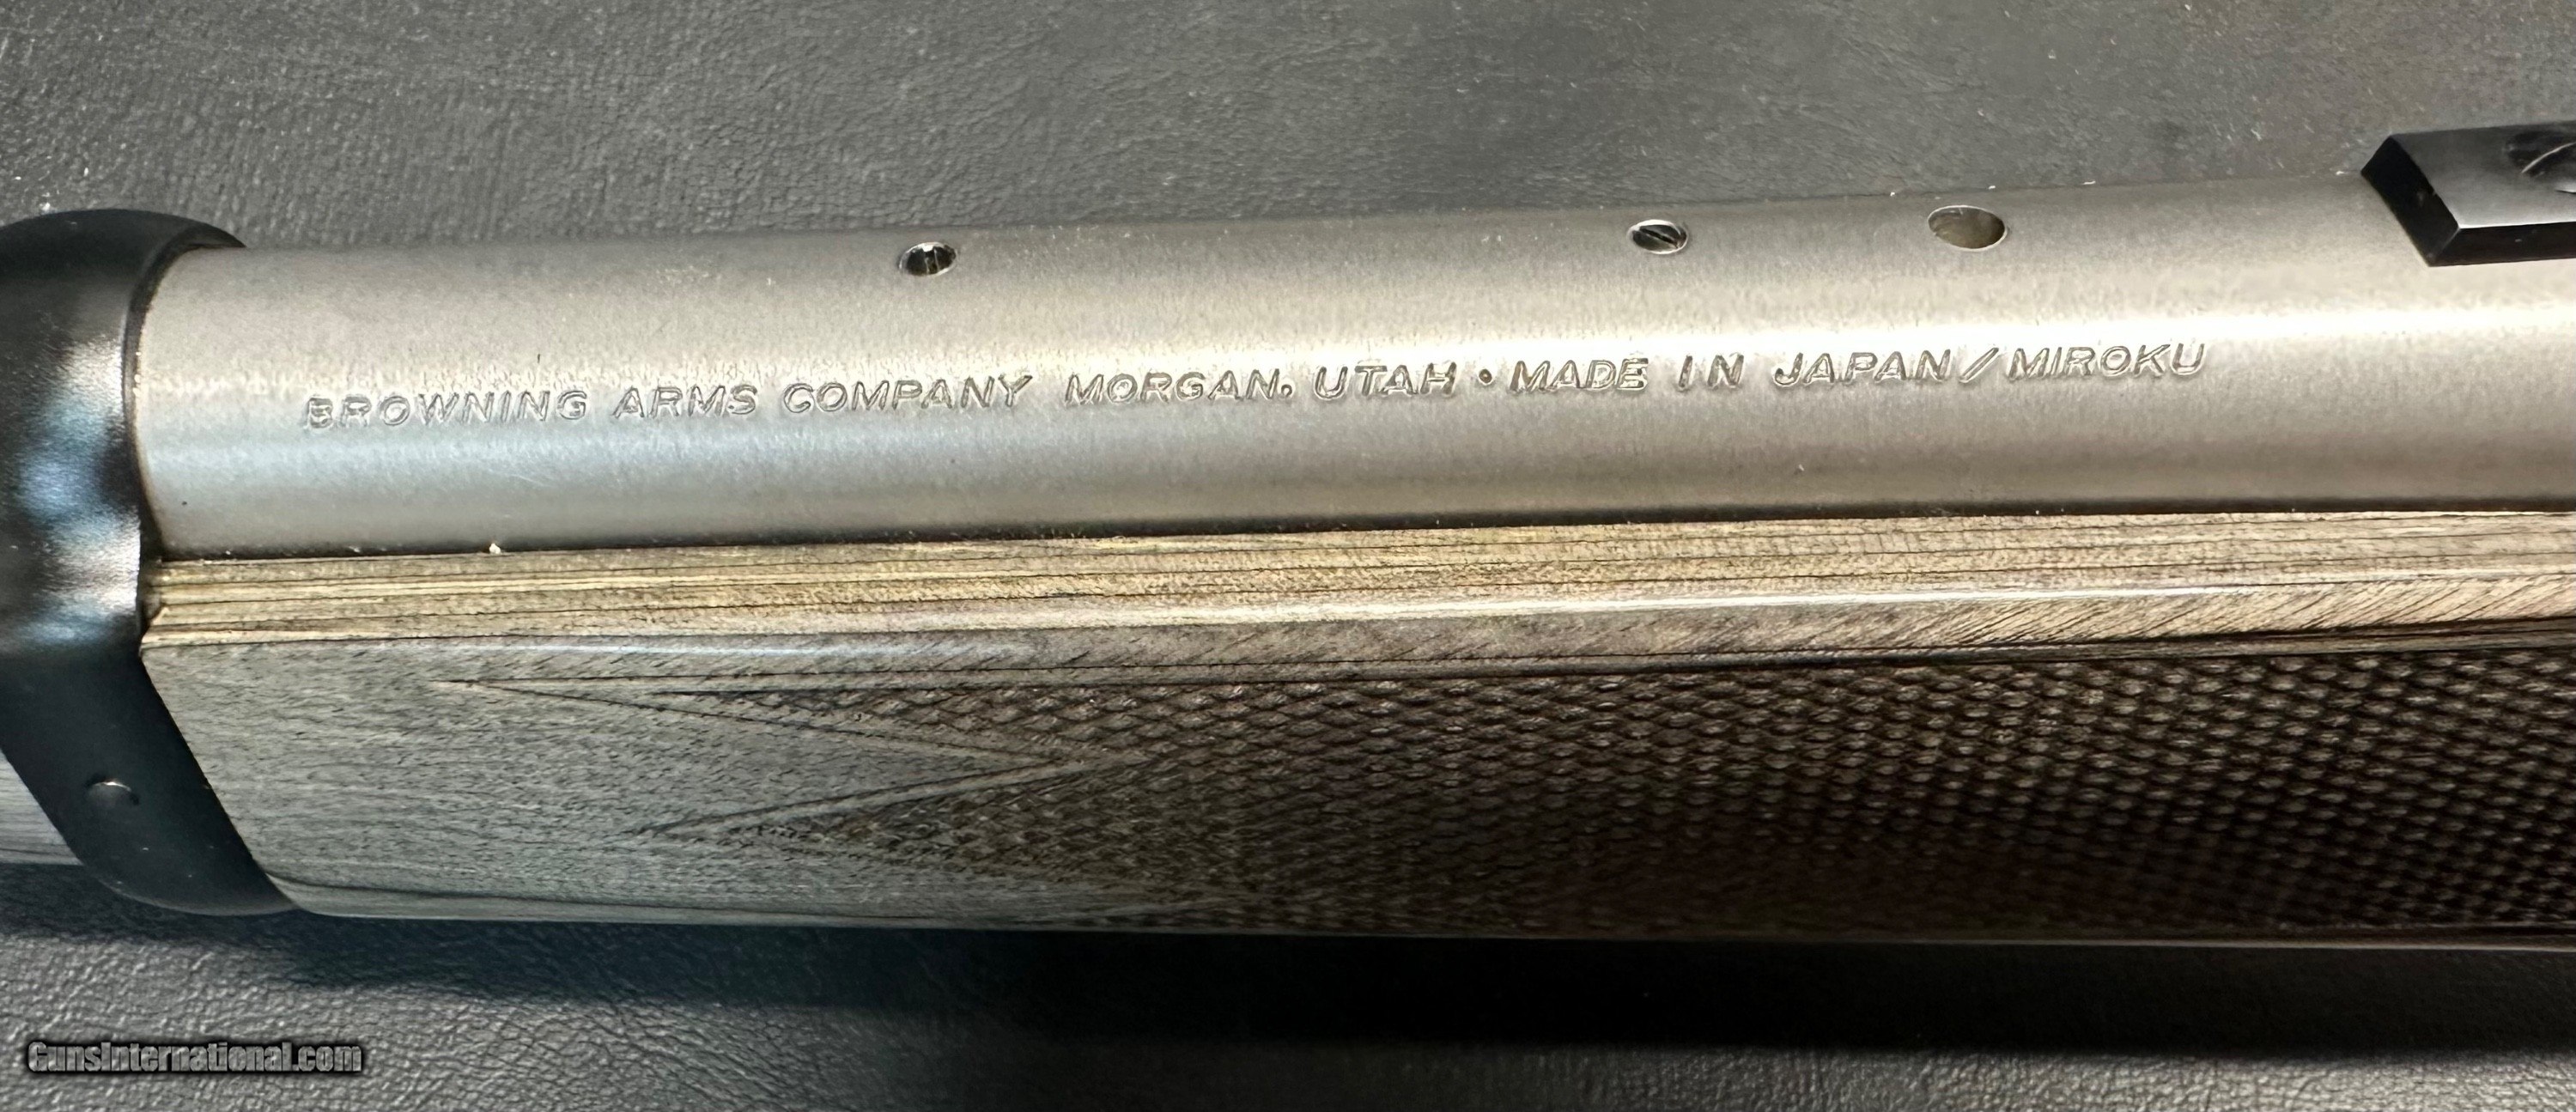 BROWNING ARMS COMPANY MORGAN. UTAH • MADE IN JAPAN/MIROKU
GunsInternational.com